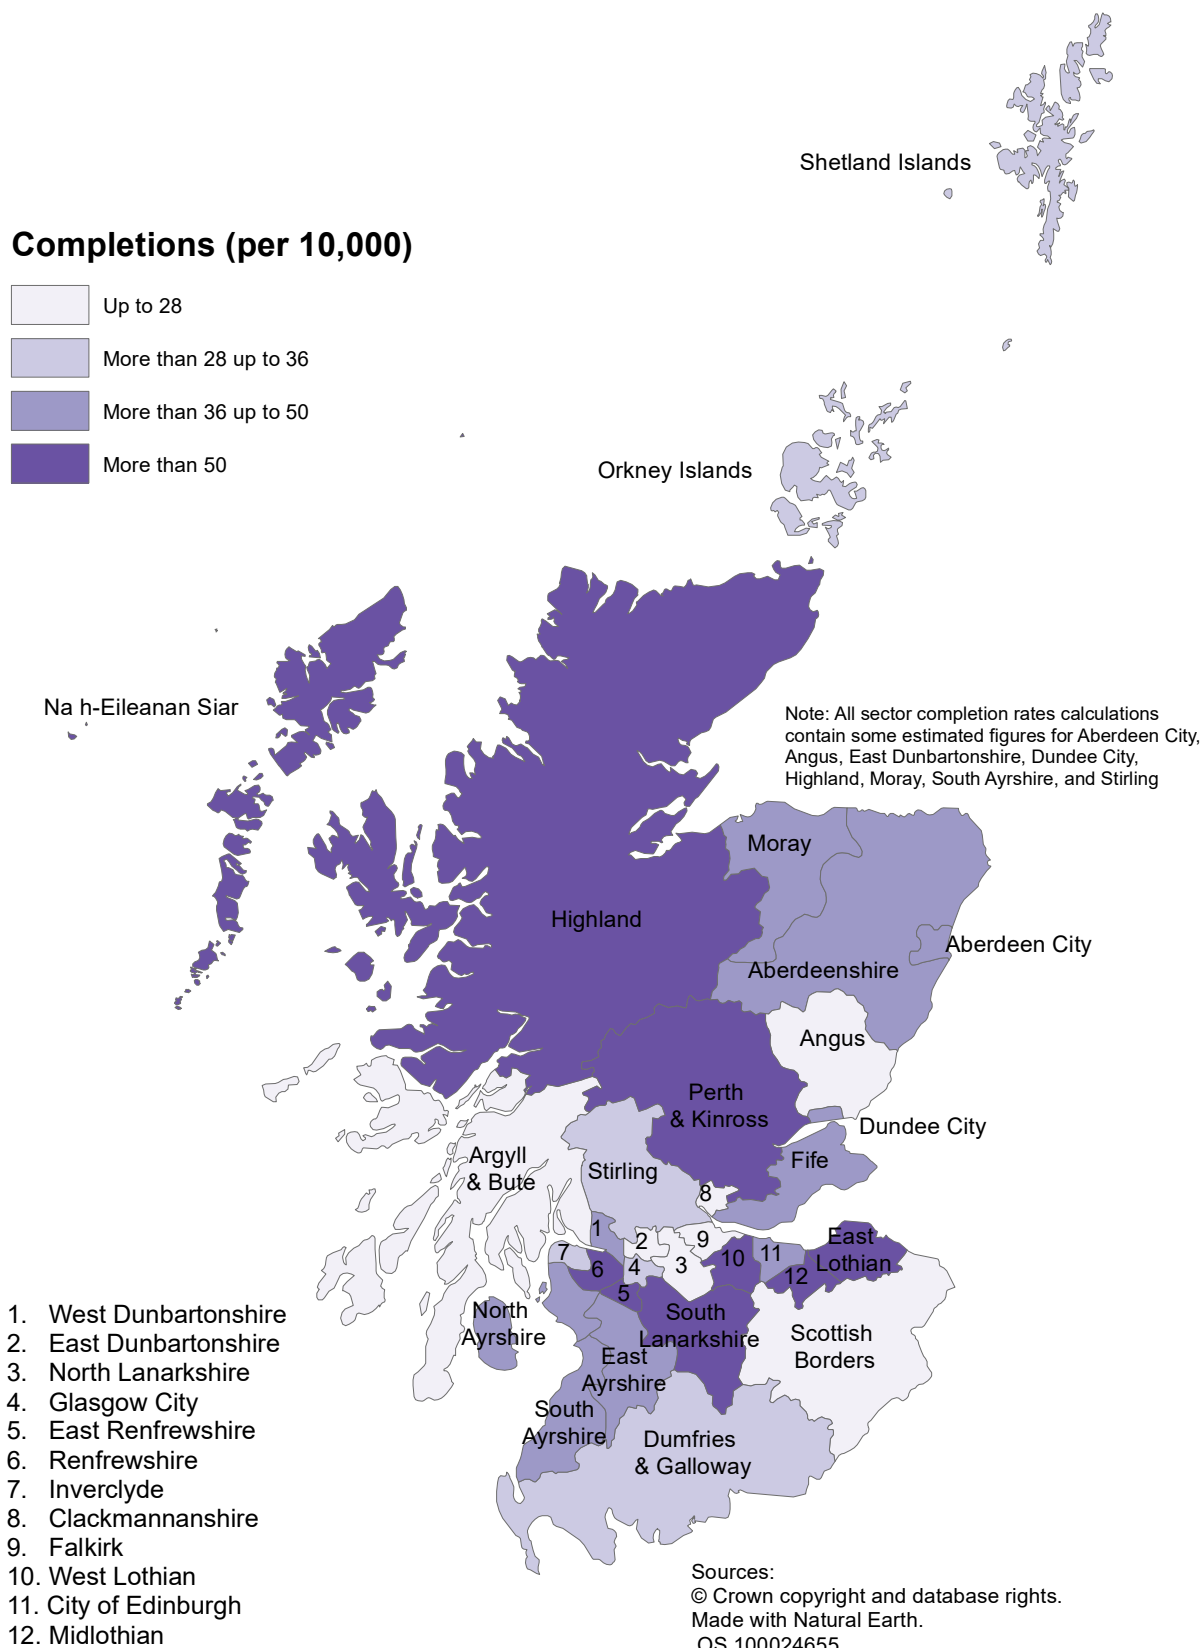 Shetland Islands
Completions (per 10,000)
Up to 28
More than 28 up to 36
More than 36 up to 50
More than 50
Orkney Islands
Na h-Eileanan Siar
Note: All sector completion rates calculations
contain some estimated figures for Aberdeen City,
Angus, East Dunbartonshire, Dundee City,
Highland, Moray, South Ayrshire, and Stirling
Moray
Highland
Aberdeen City
Aberdeenshire
Angus
Perth
& Kinross
Dundee City
Argyll
& Bute
Stirling
Fife
8
1
2
9
East
Lothian
7
6
4
3
10
11
12
5
North
Ayrshire
South
Lanarkshire
Scottish
Borders
East
Ayrshire
South
Ayrshire
Dumfries
& Galloway
1. West Dunbartonshire
2. East Dunbartonshire
3. North Lanarkshire
4. Glasgow City
5. East Renfrewshire
6. Renfrewshire
7. Inverclyde
8. Clackmannanshire
9. Falkirk
10. West Lothian
11. City of Edinburgh
12. Midlothian
Sources:
© Crown copyright and database rights.
Made with Natural Earth.
OS 100024655